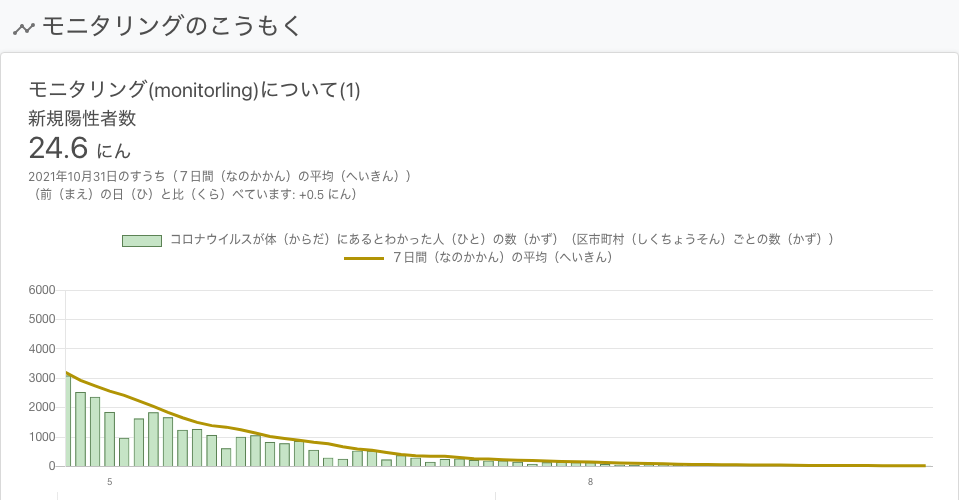 モニタリングのこうもく
モニタリング(monitorling)について(1)
新規陽性者数
24.6 にん
2021年10月31日のすうち（７日間（なのかかん）の平均（へいきん））
（前（まえ）の日（ひ）と比（くら）べています: +0.5 にん）
コロナウイルスが体（からだ）にあるとわかった人（ひと）の数（かず）（区市町村（しくちょうそん）ごとの数（かず））
７日間（なのかかん）の平均（へいきん）
6000
5000
4000
3000
2000
1000
0
5 8